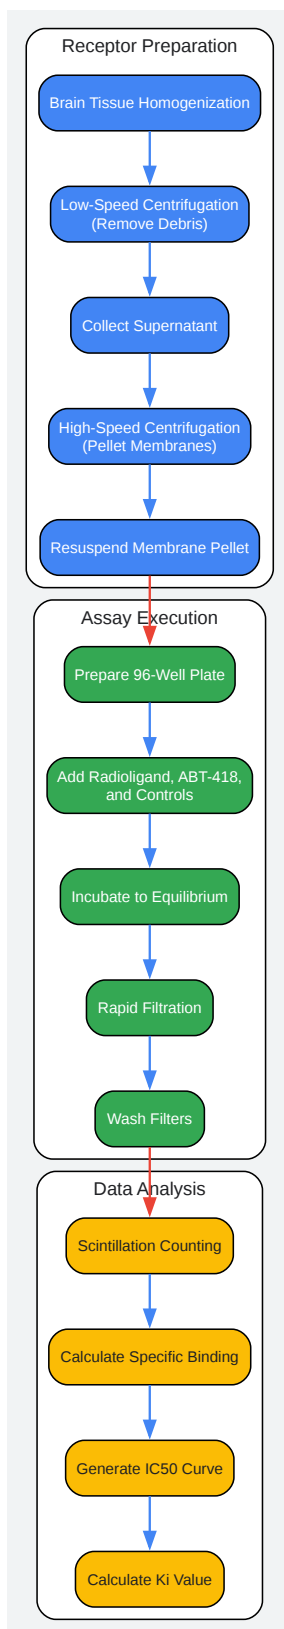 Receptor Preparation
Brain Tissue Homogenization
Low-Speed Centrifugation
(Remove Debris)
Collect Supernatant
High-Speed Centrifugation
(Pellet Membranes)
Resuspend Membrane Pellet
Assay Execution
Prepare 96-Well Plate
Add Radioligand, ABT-418,
and Controls
Incubate to Equilibrium
Rapid Filtration
Wash Filters
Data Analysis
Scintillation Counting
Calculate Specific Binding
Generate IC50 Curve
Calculate Ki Value